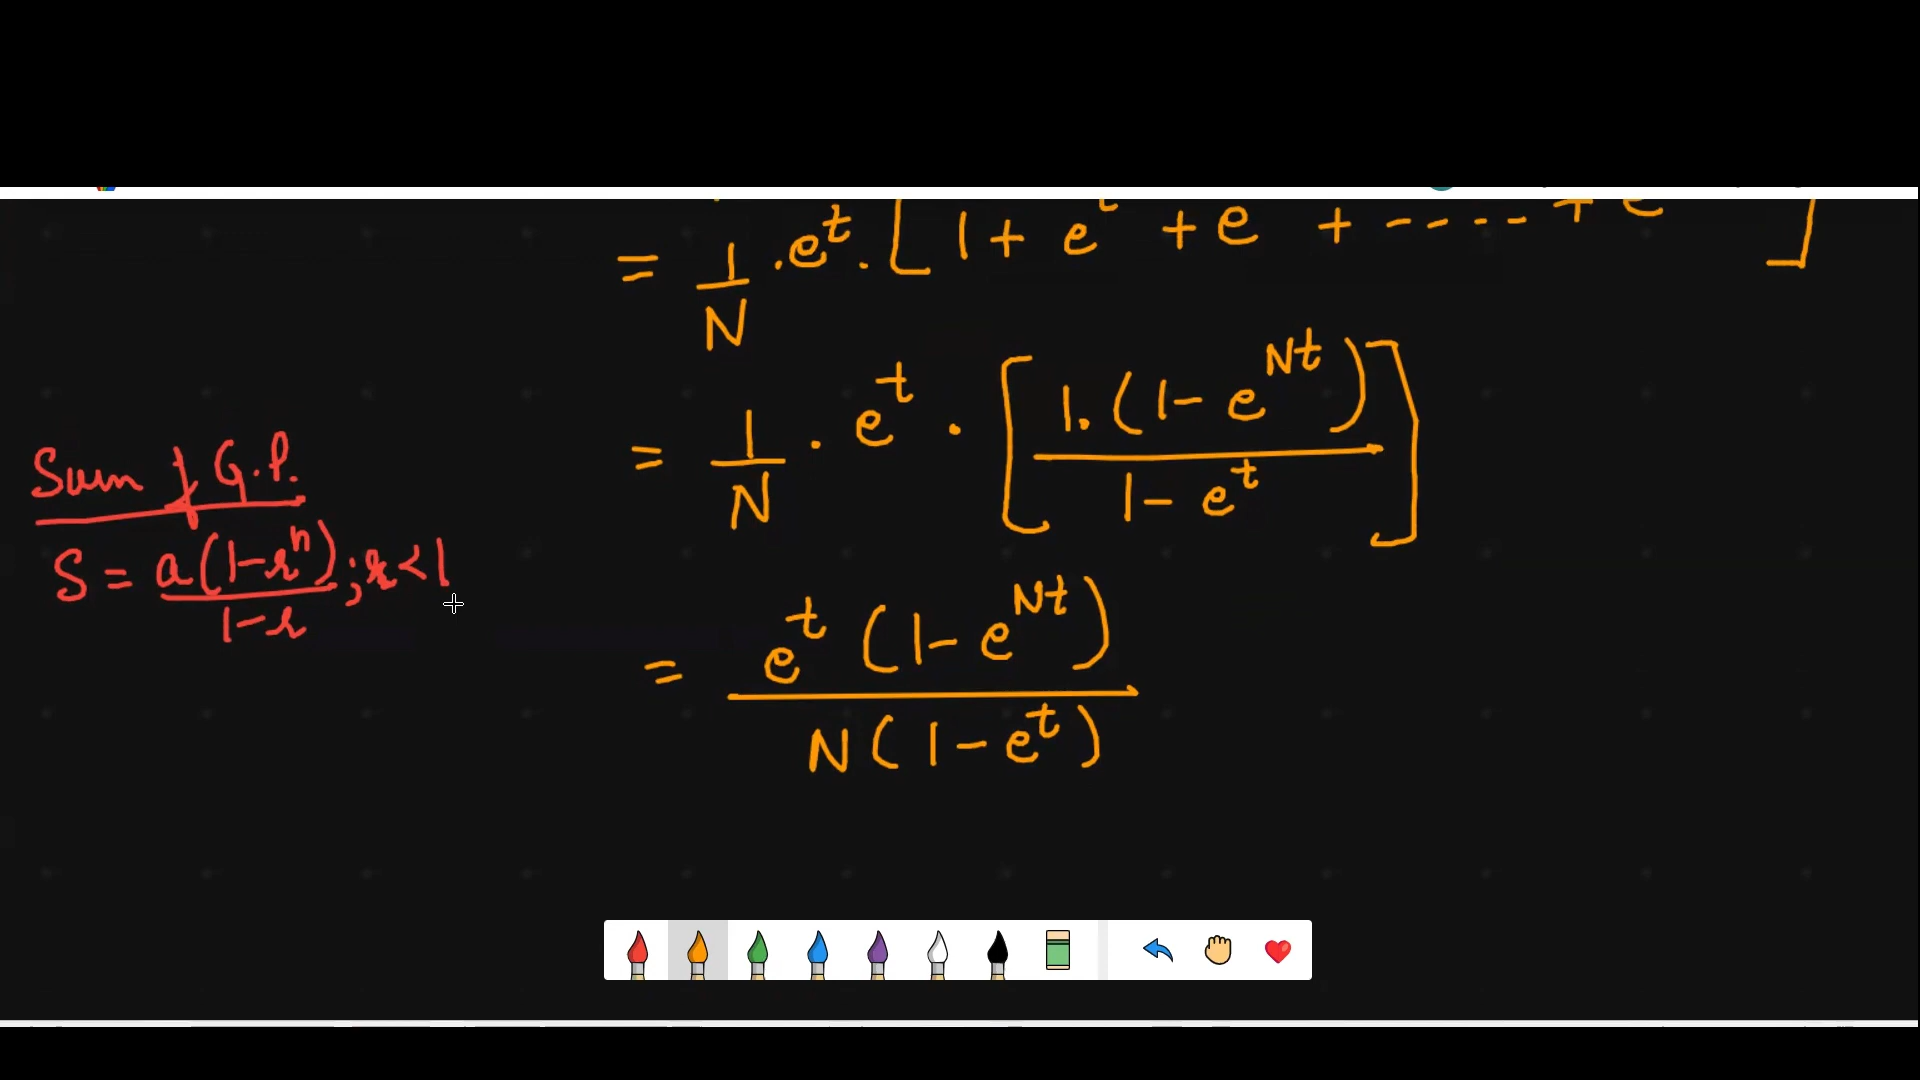 = 1/N . e^t . [ 1 + e^t + e + ---- + e ]
= 1/N . e^t . [ 1.(1 - e^Nt) / 1 - e^t ]
Sum of G.P.
S = a(1-r^n) / 1-r ; r<1
= e^t (1 - e^Nt) / N(1 - e^t)